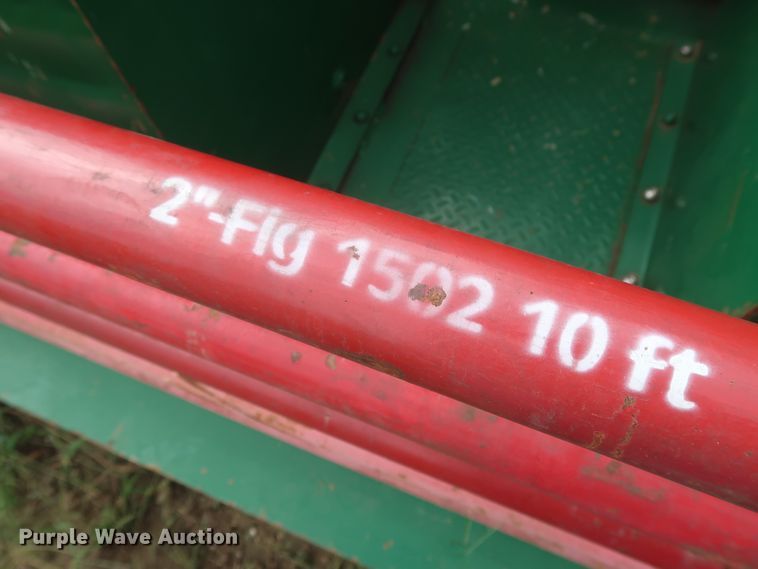 2"-Fig 1502 10 ft
Purple Wave Auction